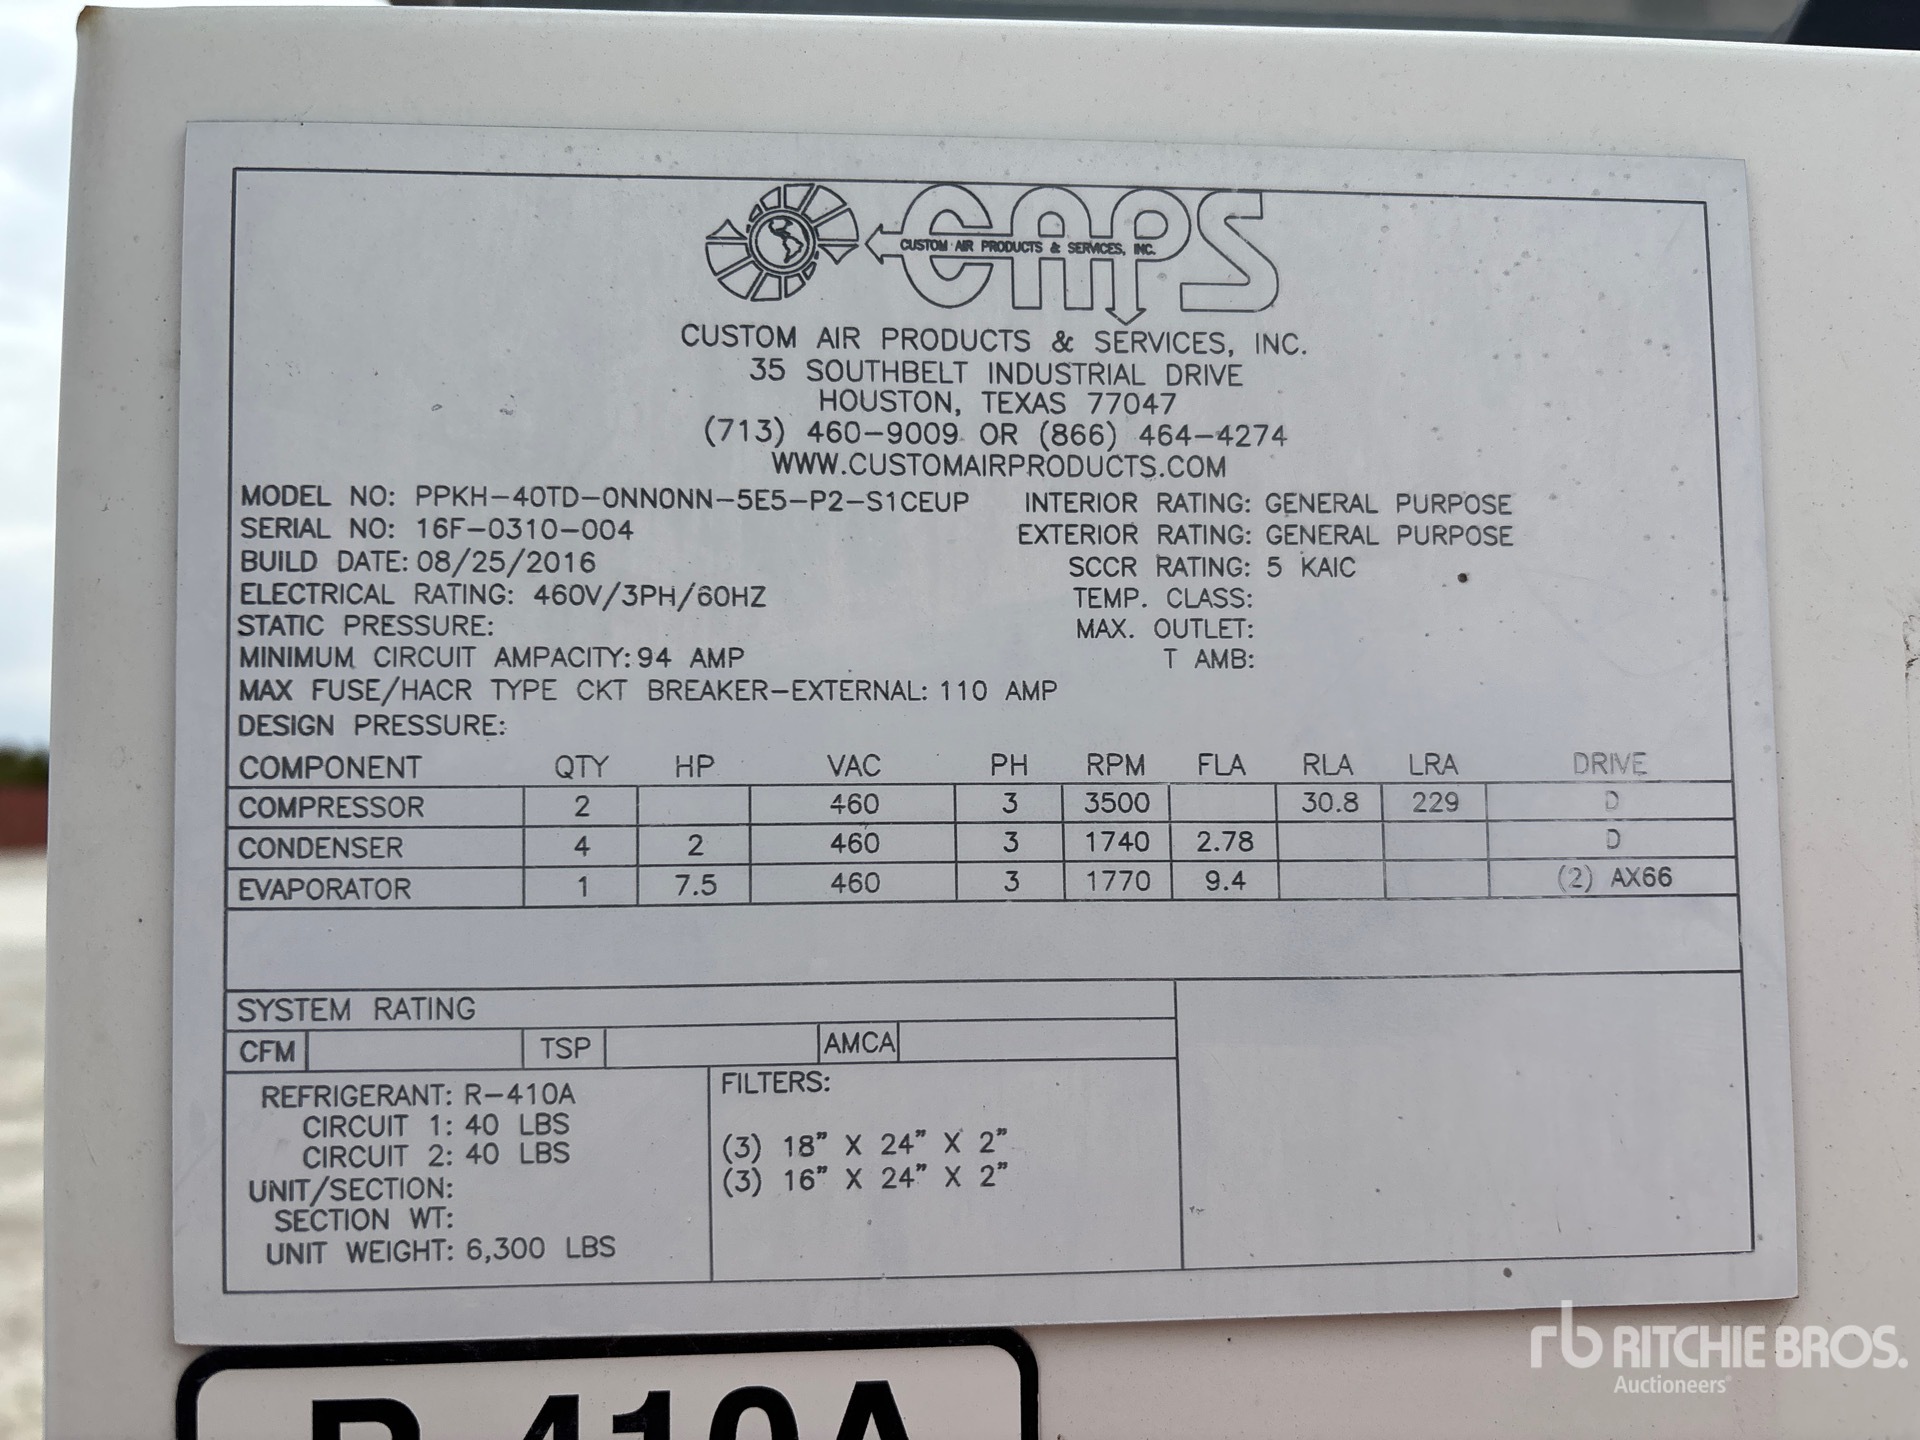 CAPS
CUSTOM AIR PRODUCTS & SERVICES, INC.
CUSTOM AIR PRODUCTS & SERVICES, INC.
35 SOUTHBELT INDUSTRIAL DRIVE
HOUSTON, TEXAS 77047
(713) 460-9009 OR (866) 464-4274
WWW.CUSTOMAIRPRODUCTS.COM
MODEL NO: PPKH-40TD-0NN0NN-5E5-P2-S1CEUP INTERIOR RATING: GENERAL PURPOSE
SERIAL NO: 16F-0310-004 EXTERIOR RATING: GENERAL PURPOSE
BUILD DATE: 08/25/2016 SCCR RATING: 5 KAIC
ELECTRICAL RATING: 460V/3PH/60HZ TEMP. CLASS:
STATIC PRESSURE: MAX. OUTLET:
MINIMUM CIRCUIT AMPACITY: 94 AMP T AMB:
MAX FUSE/HACR TYPE CKT BREAKER-EXTERNAL: 110 AMP
DESIGN PRESSURE:
COMPONENT QTY HP VAC PH RPM FLA RLA LRA DRIVE
COMPRESSOR 2 460 3 3500 30.8 229 D
CONDENSER 4 2 460 3 1740 2.78 D
EVAPORATOR 1 7.5 460 3 1770 9.4 (2) AX66
SYSTEM RATING
CFM TSP AMCA
REFRIGERANT: R-410A
CIRCUIT 1: 40 LBS
CIRCUIT 2: 40 LBS
UNIT/SECTION:
SECTION WT:
UNIT WEIGHT: 6,300 LBS
FILTERS:
(3) 18" X 24" X 2"
(3) 16" X 24" X 2"
R-410A
rb RITCHIE BROS.
Auctioneers